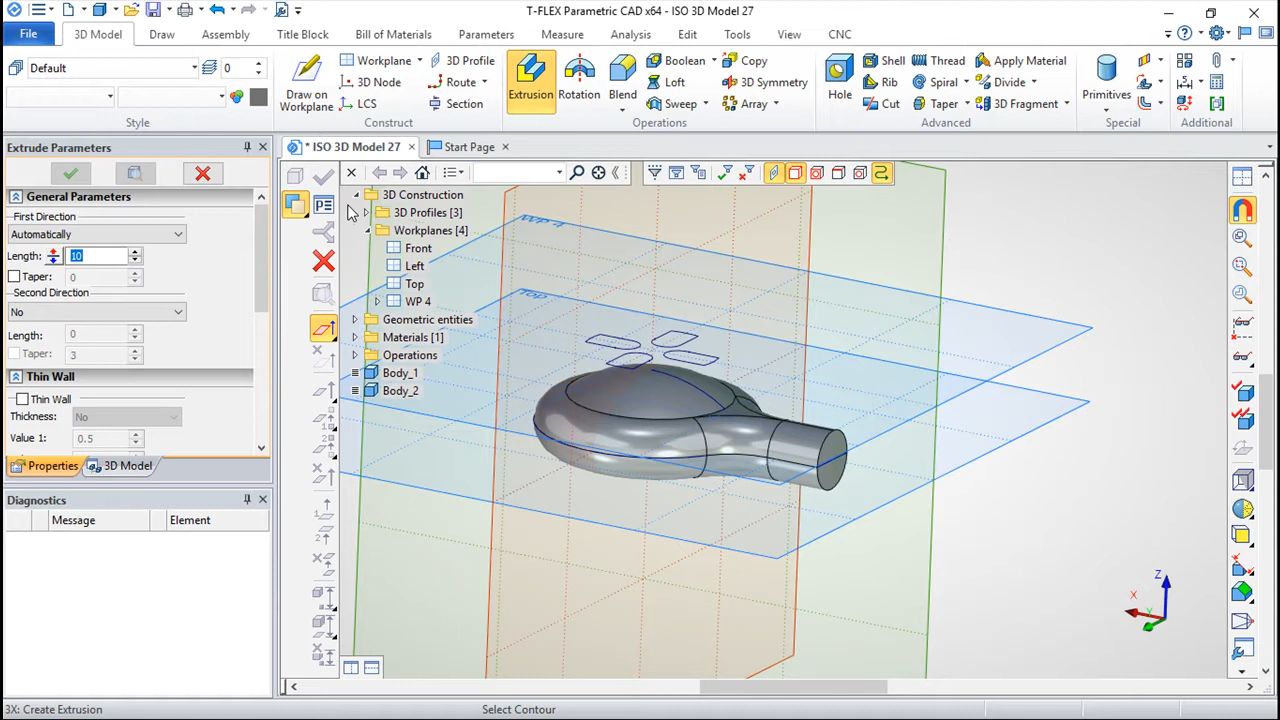 T-FLEX Parametric CAD x64 - ISO 3D Model 27
File
3D Model
Draw
Assembly
Title Block
Bill of Materials
Parameters
Measure
Operations
Edit
Tools
View
CNC
Default
0
Style
Draw on
Workplane
Workplane
3D Profile
3D Node
Route
LCS
Section
Construct
Extrusion
Rotation
Blend
Boolean
Loft
Sweep
Copy
3D Symmetry
Array
Operations
Hole
Shell
Rib
Cut
Thread
Spiral
Taper
Apply Material
Divide
3D Fragment
Advanced
Primitives
Special
Additional
Extrude Parameters
* ISO 3D Model 27
Start Page
General Parameters
First Direction
Automatically
Length:
10
Taper:
0
Second Direction
No
Length:
0
Taper:
3
Thin Wall
Thin Wall
Thickness:
No
Value 1:
0.5
Properties
3D Model
Diagnostics
Message
Element
3D Construction
3D Profiles [3]
Workplanes [4]
Front
Left
Top
WP 4
Geometric entities
Materials [1]
Operations
Body_1
Body_2
WP 4
Top
Z
X
Y
3X: Create Extrusion
Select Contour